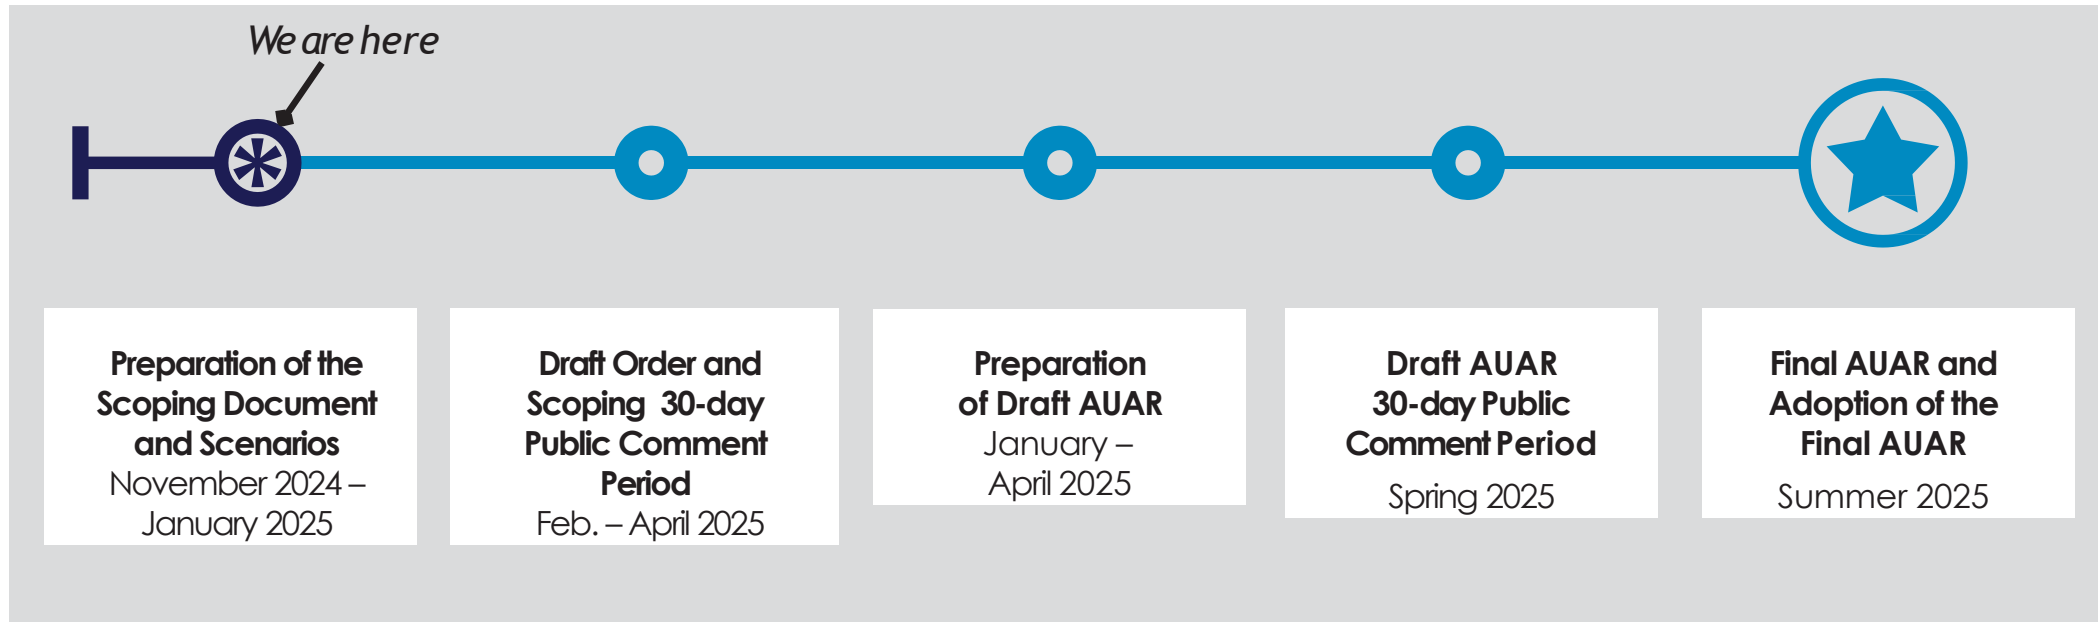 We are here
Preparation of the
Scoping Document
and Scenarios
November 2024 –
January 2025
Draft Order and
Scoping 30-day
Public Comment
Period
Feb. – April 2025
Preparation
of Draft AUAR
January –
April 2025
Draft AUAR
30-day Public
Comment Period
Spring 2025
Final AUAR and
Adoption of the
Final AUAR
Summer 2025